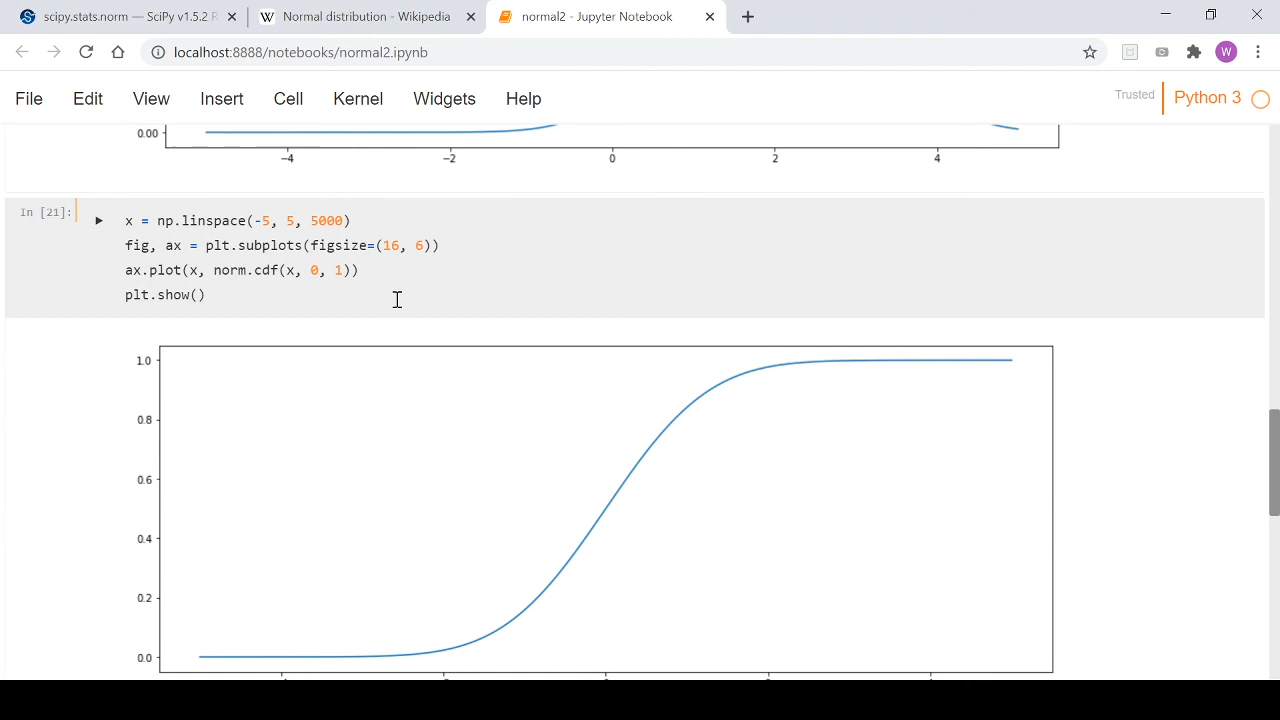 scipy.stats.norm — SciPy v1.5.2 R
Normal distribution - Wikipedia
normal2 - Jupyter Notebook
localhost:8888/notebooks/normal2.ipynb
W
File Edit View Insert Cell Kernel Widgets Help
Trusted
Python 3
0.00
−4 −2 0 2 4
In [21]:
x = np.linspace(-5, 5, 5000)
fig, ax = plt.subplots(figsize=(16, 6))
ax.plot(x, norm.cdf(x, 0, 1))
plt.show()
1.0
0.8
0.6
0.4
0.2
0.0